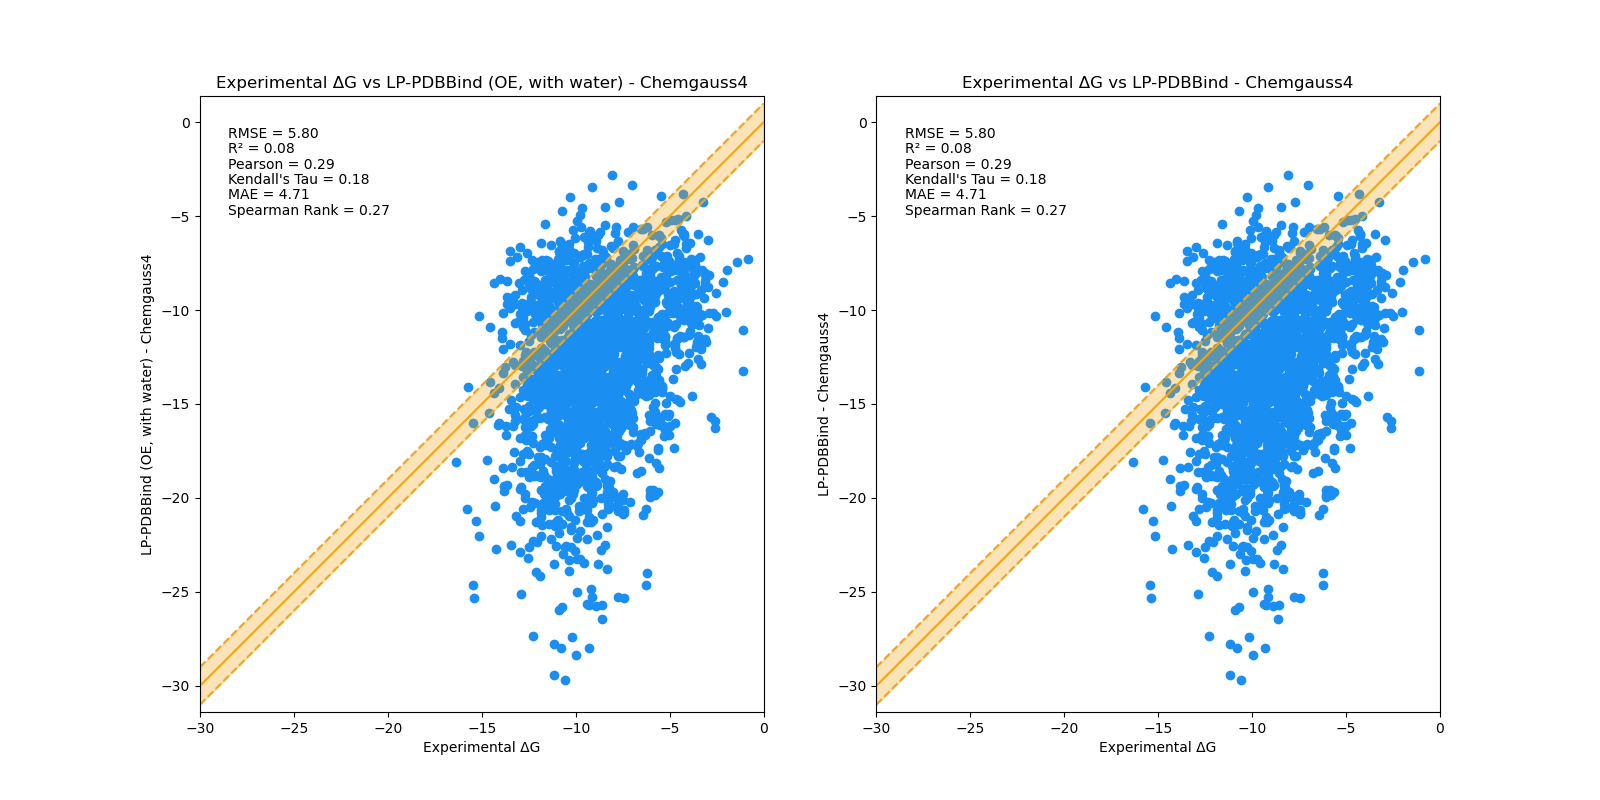 Experimental ΔG vs LP-PDBBind (OE, with water) - Chemgauss4
RMSE = 5.80
R² = 0.08
Pearson = 0.29
Kendall's Tau = 0.18
MAE = 4.71
Spearman Rank = 0.27
LP-PDBBind (OE, with water) - Chemgauss4
0
−5
−10
−15
−20
−25
−30
−30
−25
−20
−15
−10
−5
0
Experimental ΔG
Experimental ΔG vs LP-PDBBind - Chemgauss4
RMSE = 5.80
R² = 0.08
Pearson = 0.29
Kendall's Tau = 0.18
MAE = 4.71
Spearman Rank = 0.27
LP-PDBBind - Chemgauss4
0
−5
−10
−15
−20
−25
−30
−30
−25
−20
−15
−10
−5
0
Experimental ΔG